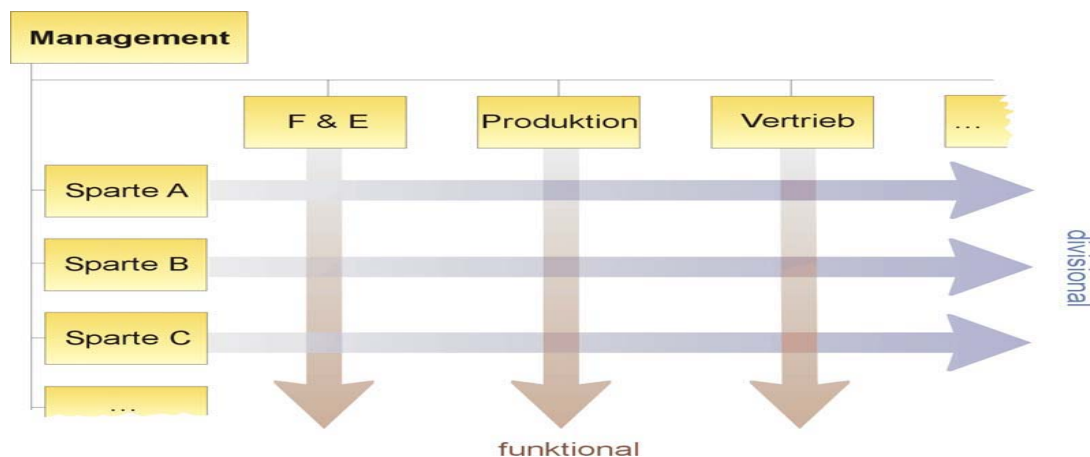 Management
F & E
Produktion
Vertrieb
...
Sparte A
Sparte B
Sparte C
...
divisional
funktional